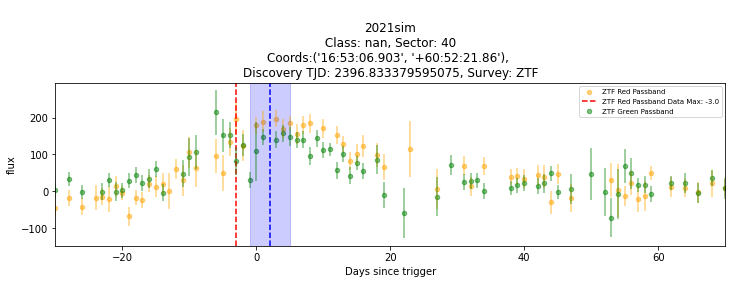 2021sim
Class: nan, Sector: 40
Coords:('16:53:06.903', '+60:52:21.86'),
Discovery TJD: 2396.833379595075, Survey: ZTF
ZTF Red Passband
ZTF Red Passband Data Max: -3.0
ZTF Green Passband
flux
200
100
0
−100
−20
0
20
40
60
Days since trigger